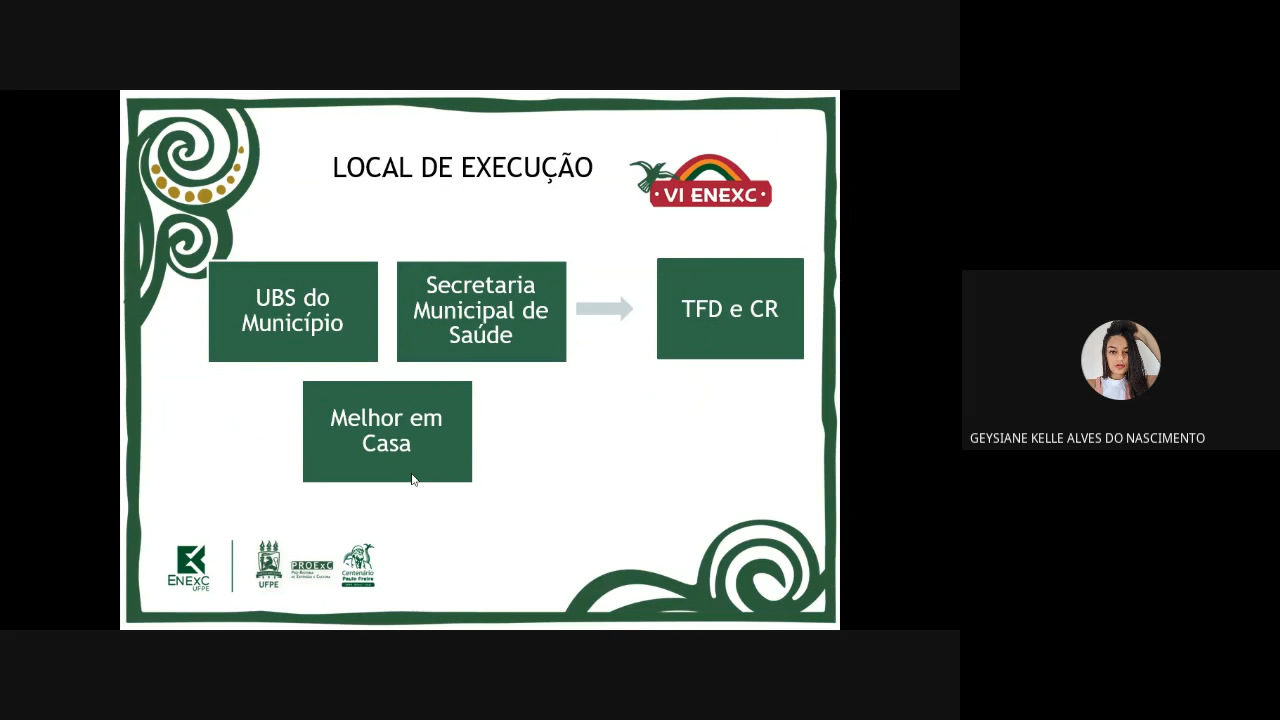 LOCAL DE EXECUÇÃO
VI ENEXC
UBS do
Município
Secretaria
Municipal de
Saúde
TFD e CR
Melhor em
Casa
GEYSIANE KELLE ALVES DO NASCIMENTO
ENEXC
UFPE
UFPE
PROEXC
Centenário
Paulo Freire